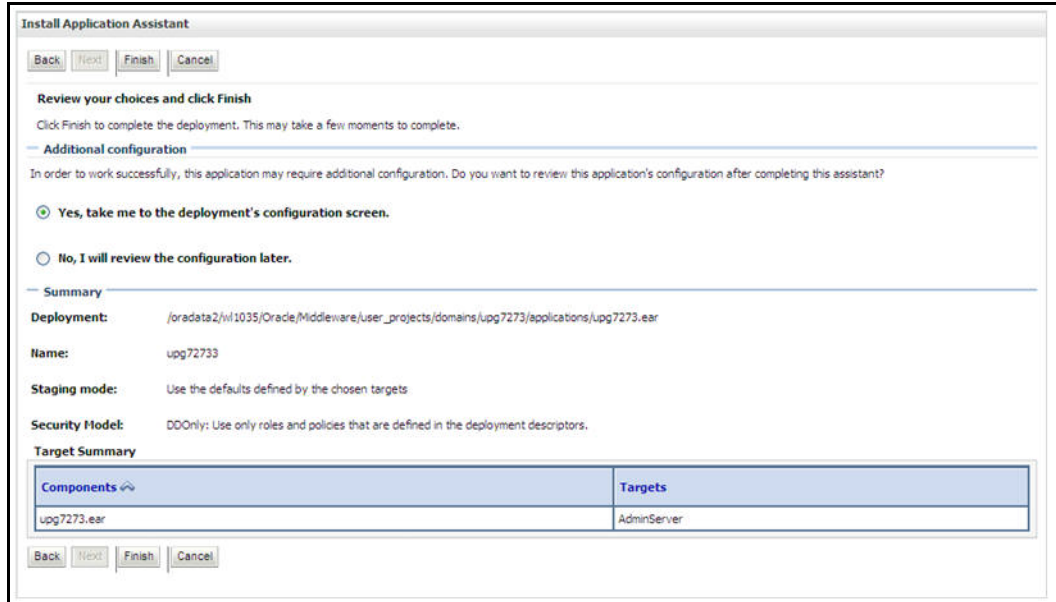 Install Application Assistant
Back Next Finish Cancel
Review your choices and click Finish
Click Finish to complete the deployment. This may take a few moments to complete.
Additional configuration
In order to work successfully, this application may require additional configuration. Do you want to review this application's configuration after completing this assistant?
Yes, take me to the deployment's configuration screen.
No, I will review the configuration later.
Summary
Deployment: /oradata2/wl1035/Oracle/Middleware/user_projects/domains/upg7273/applications/upg7273.ear
Name: upg72733
Staging mode: Use the defaults defined by the chosen targets
Security Model: DDOnly: Use only roles and policies that are defined in the deployment descriptors.
Target Summary
Components Targets
upg7273.ear AdminServer
Back Next Finish Cancel